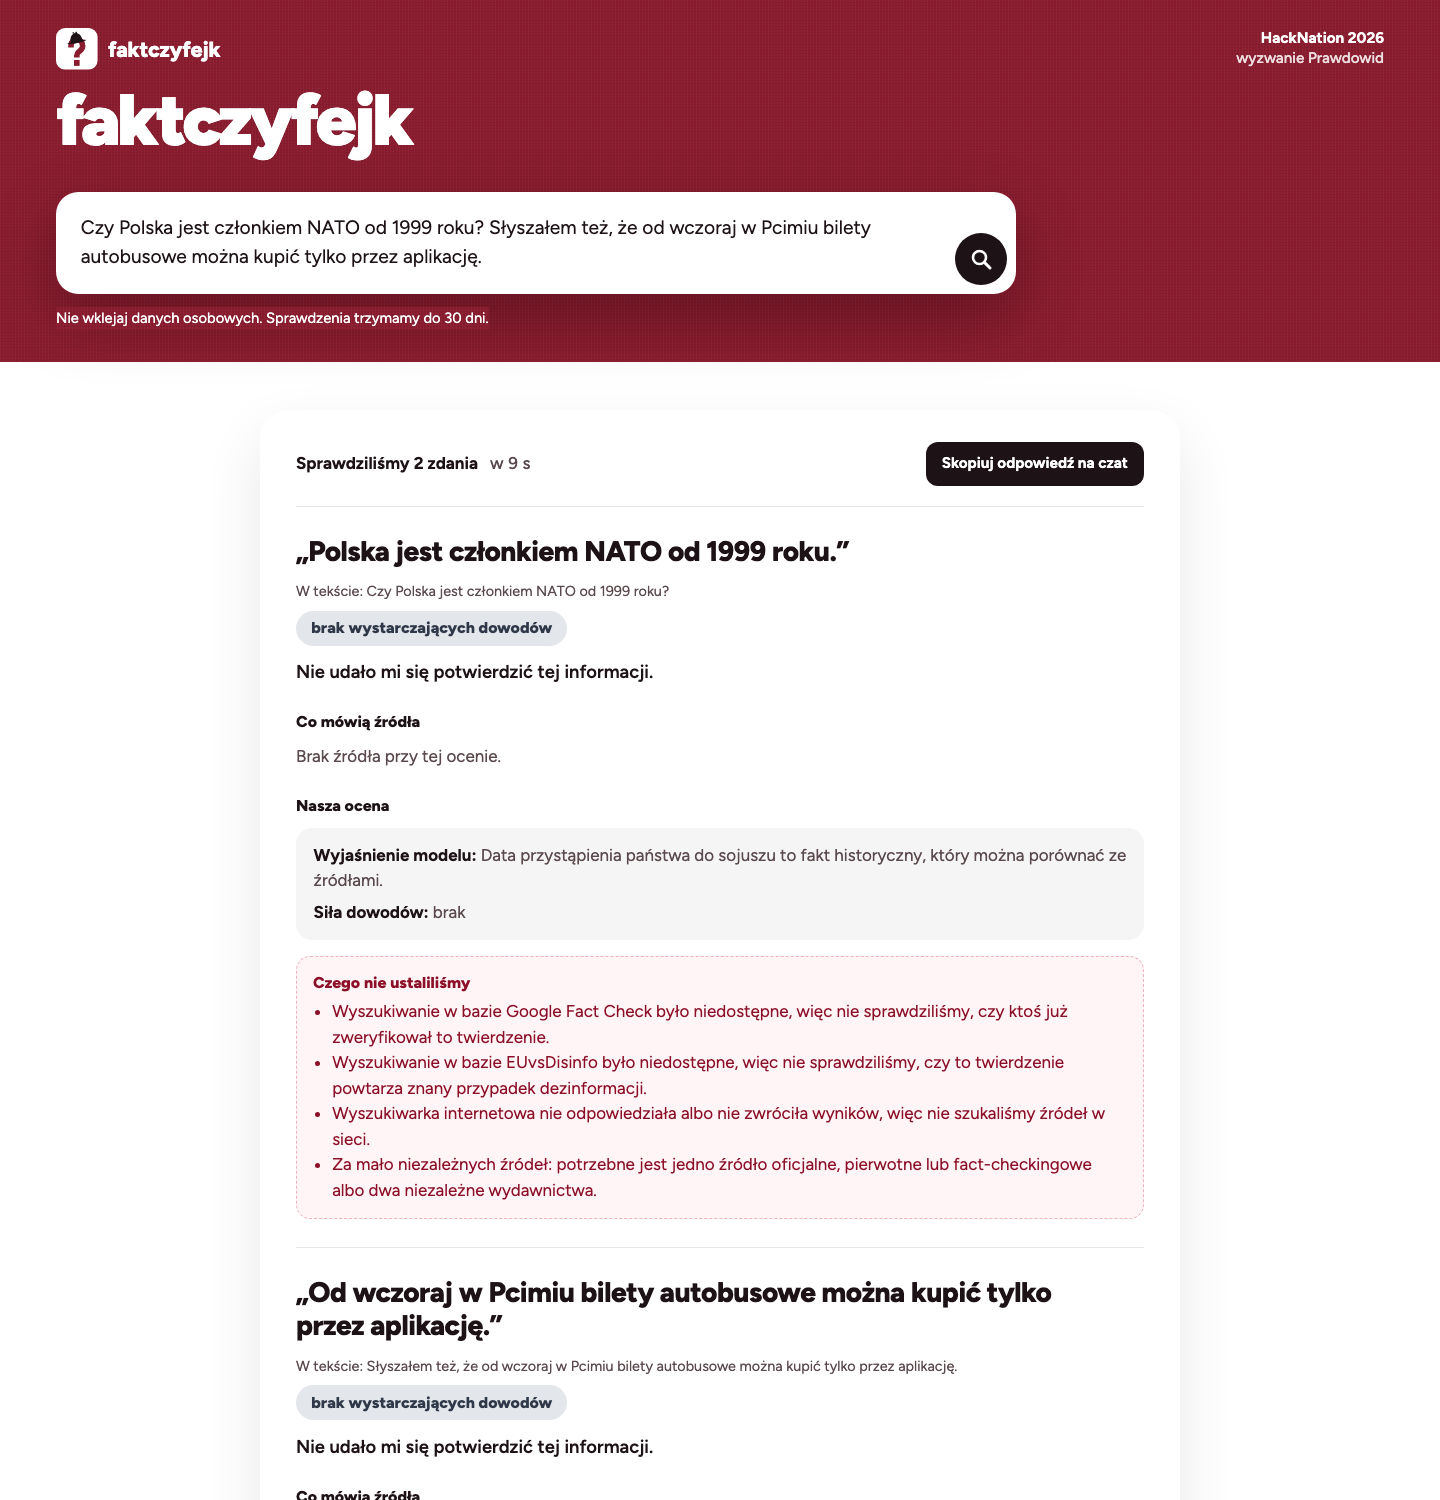 faktczyfejk
HackNation 2026
wyzwanie Prawdowid
faktczyfejk
Czy Polska jest członkiem NATO od 1999 roku? Słyszałem też, że od wczoraj w Pcimiu bilety
autobusowe można kupić tylko przez aplikację.
Nie wklejaj danych osobowych. Sprawdzenia trzymamy do 30 dni.
Sprawdziliśmy 2 zdania w 9 s
Skopiuj odpowiedź na czat
„Polska jest członkiem NATO od 1999 roku.”
W tekście: Czy Polska jest członkiem NATO od 1999 roku?
brak wystarczających dowodów
Nie udało mi się potwierdzić tej informacji.
Co mówią źródła
Brak źródła przy tej ocenie.
Nasza ocena
Wyjaśnienie modelu: Data przystąpienia państwa do sojuszu to fakt historyczny, który można porównać ze
źródłami.
Siła dowodów: brak
Czego nie ustaliliśmy
• Wyszukiwanie w bazie Google Fact Check było niedostępne, więc nie sprawdziliśmy, czy ktoś już
zweryfikował to twierdzenie.
• Wyszukiwanie w bazie EUvsDisinfo było niedostępne, więc nie sprawdziliśmy, czy to twierdzenie
powtarza znany przypadek dezinformacji.
• Wyszukiwarka internetowa nie odpowiedziała albo nie zwróciła wyników, więc nie szukaliśmy źródeł w
sieci.
• Za mało niezależnych źródeł: potrzebne jest jedno źródło oficjalne, pierwotne lub fact-checkingowe
albo dwa niezależne wydawnictwa.
„Od wczoraj w Pcimiu bilety autobusowe można kupić tylko
przez aplikację.”
W tekście: Słyszałem też, że od wczoraj w Pcimiu bilety autobusowe można kupić tylko przez aplikację.
brak wystarczających dowodów
Nie udało mi się potwierdzić tej informacji.
Co mówią źródła